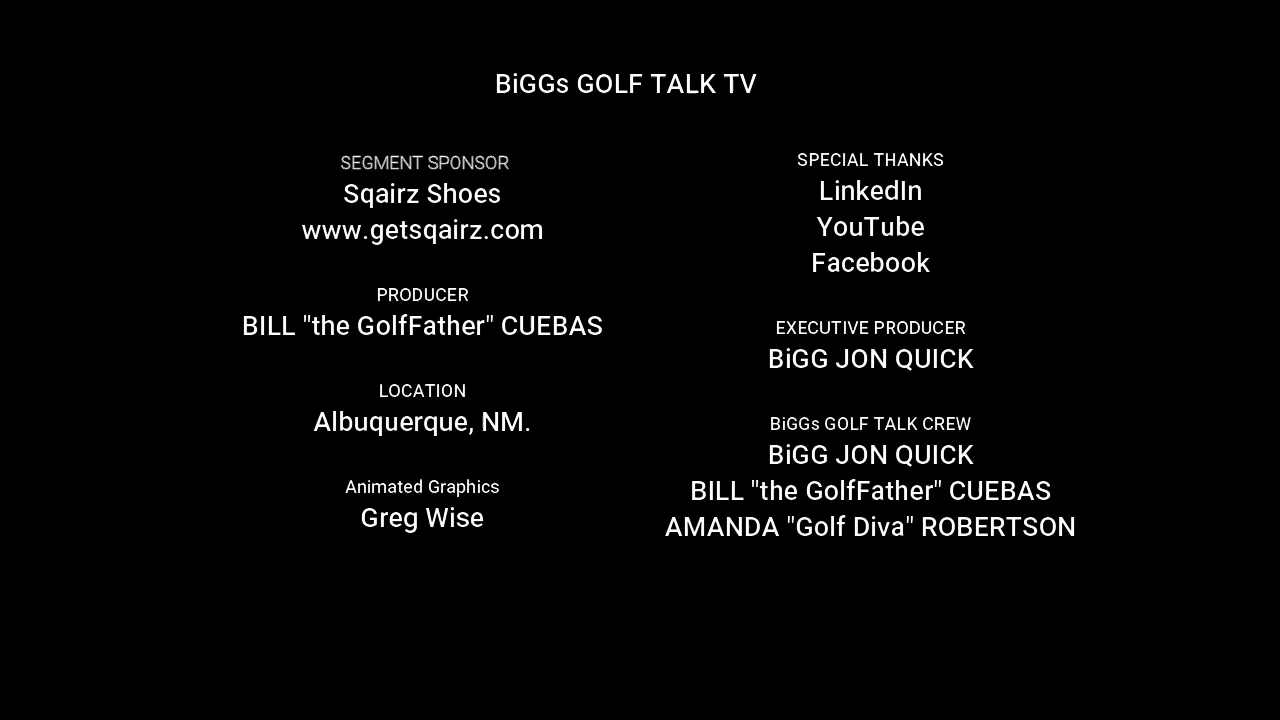 BiGGs GOLF TALK TV
SEGMENT SPONSOR
Sqairz Shoes
www.getsqairz.com
PRODUCER
BILL "the GolfFather" CUEBAS
LOCATION
Albuquerque, NM.
Animated Graphics
Greg Wise
SPECIAL THANKS
LinkedIn
YouTube
Facebook
EXECUTIVE PRODUCER
BiGG JON QUICK
BiGGs GOLF TALK CREW
BiGG JON QUICK
BILL "the GolfFather" CUEBAS
AMANDA "Golf Diva" ROBERTSON